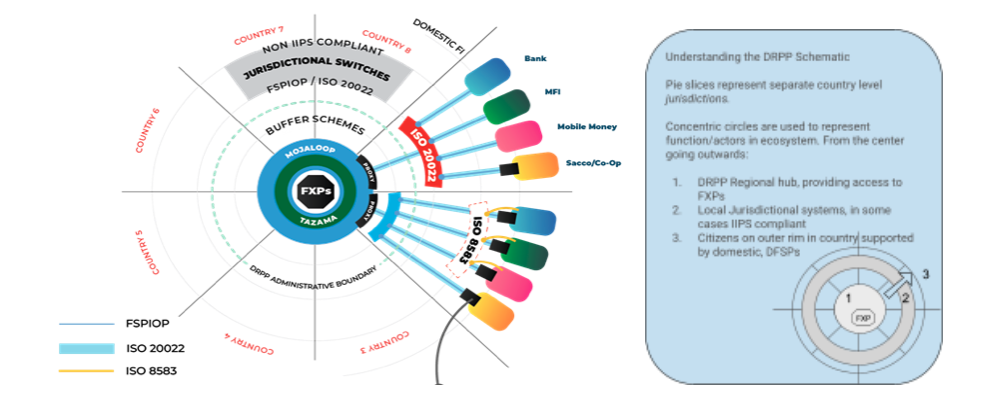 COUNTRY 7
COUNTRY 8
DOMESTIC FI
NON IIPS COMPLIANT
JURISDICTIONAL SWITCHES
FSPIOP / ISO 20022
BUFFER SCHEMES
COUNTRY 6
Bank
MFI
Mobile Money
Sacco/Co-Op
ISO 20022
MOJALOOP
PROXY
FXPs
TAZAMA
PROXY
ISO 8583
DRPP ADMINISTRATIVE BOUNDARY
COUNTRY 5
COUNTRY 4
COUNTRY 3
FSPIOP
ISO 20022
ISO 8583
Understanding the DRPP Schematic
Pie slices represent separate country level
jurisdictions.
Concentric circles are used to represent
function/actors in ecosystem. From the center
going outwards:
1. DRPP Regional hub, providing access to
FXPs
2. Local Jurisdictional systems, in some
cases IIPS compliant
3. Citizens on outer rim in country supported
by domestic, DFSPs
1
2
3
FXP